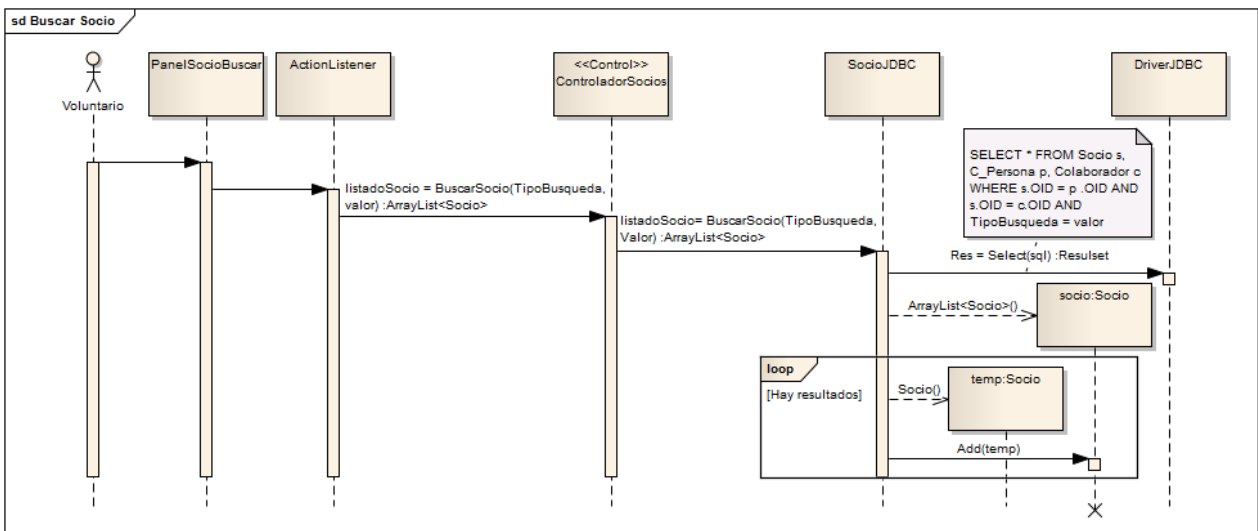 sd Buscar Socio
Voluntario
PanelSocioBuscar
ActionListener
<<Control>>
ControladorSocios
SocioJDBC
DriverJDBC
SELECT * FROM Socio s,
C_Persona p, Colaborador c
WHERE s.OID = p .OID AND
s.OID = c.OID AND
TipoBusqueda = valor
listadoSocio = BuscarSocio(TipoBusqueda,
valor) :ArrayList<Socio>
listadoSocio= BuscarSocio(TipoBusqueda,
Valor) :ArrayList<Socio>
Res = Select(sql) :Resulset
ArrayList<Socio>()
socio:Socio
loop
[Hay resultados]
Socio()
temp:Socio
Add(temp)